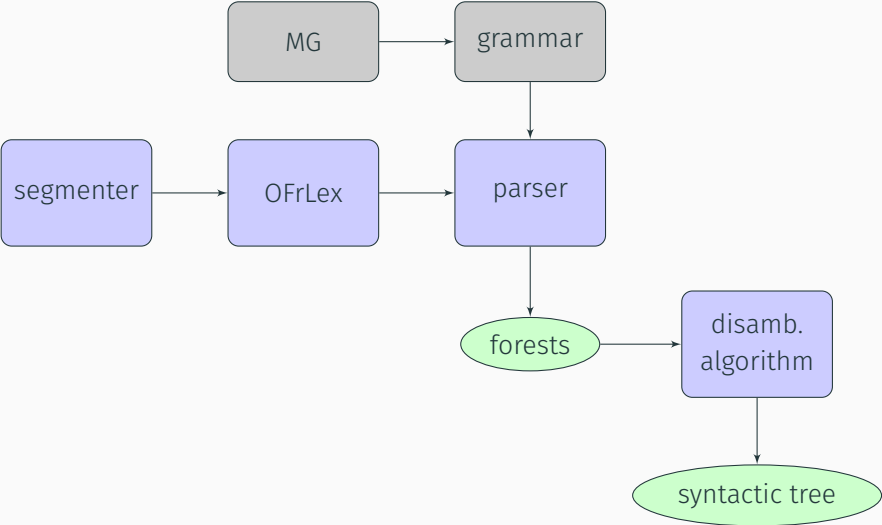 MG
grammar
segmenter
OFrLex
parser
forests
disamb.
algorithm
syntactic tree